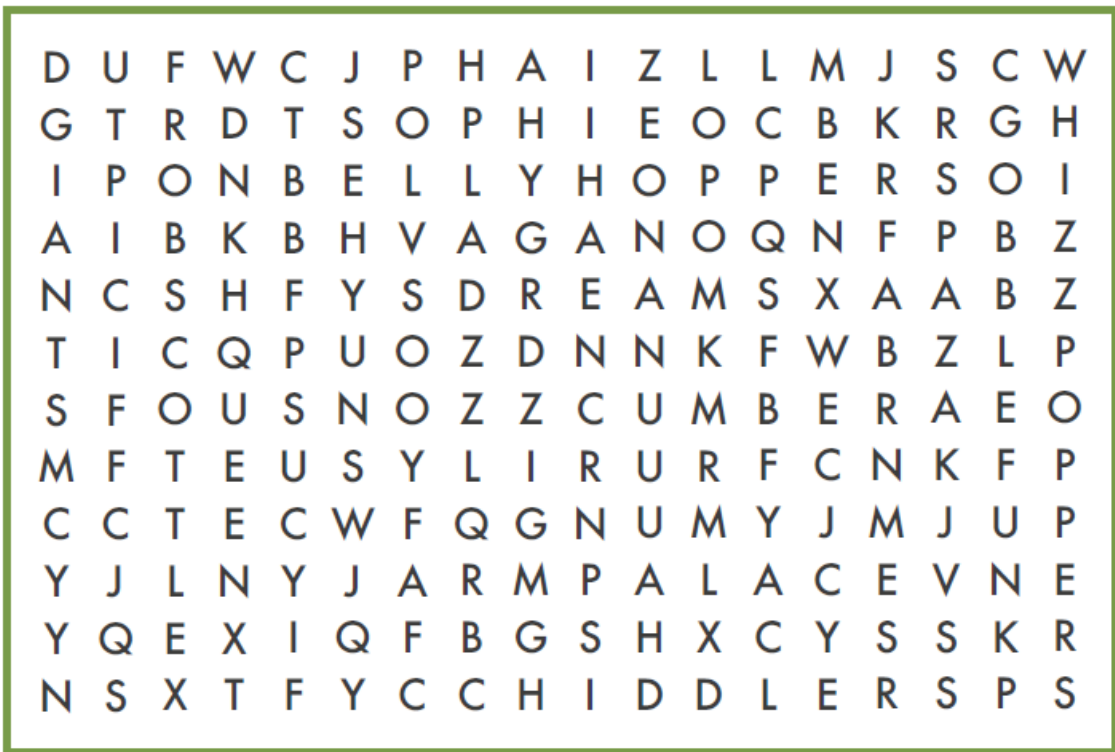 D U F W C J P H A I Z L L M J S C W
G T R D T S O P H I E O C B K R G H
I P O N B E L L Y H O P P E R S O I
A I B K B H V A G A N O Q N F P B Z
N C S H F Y S D R E A M S X A A B Z
T I C Q P U O Z D N N K F W B Z L P
S F O U S N O Z Z C U M B E R A E O
M F T E U S Y L I R U R F C N K F P
C C T E C W F Q G N U M Y J M J U P
Y J L N Y J A R M P A L A C E V N E
Y Q E X I Q F B G S H X C Y S S K R
N S X T F Y C C H I D D L E R S P S